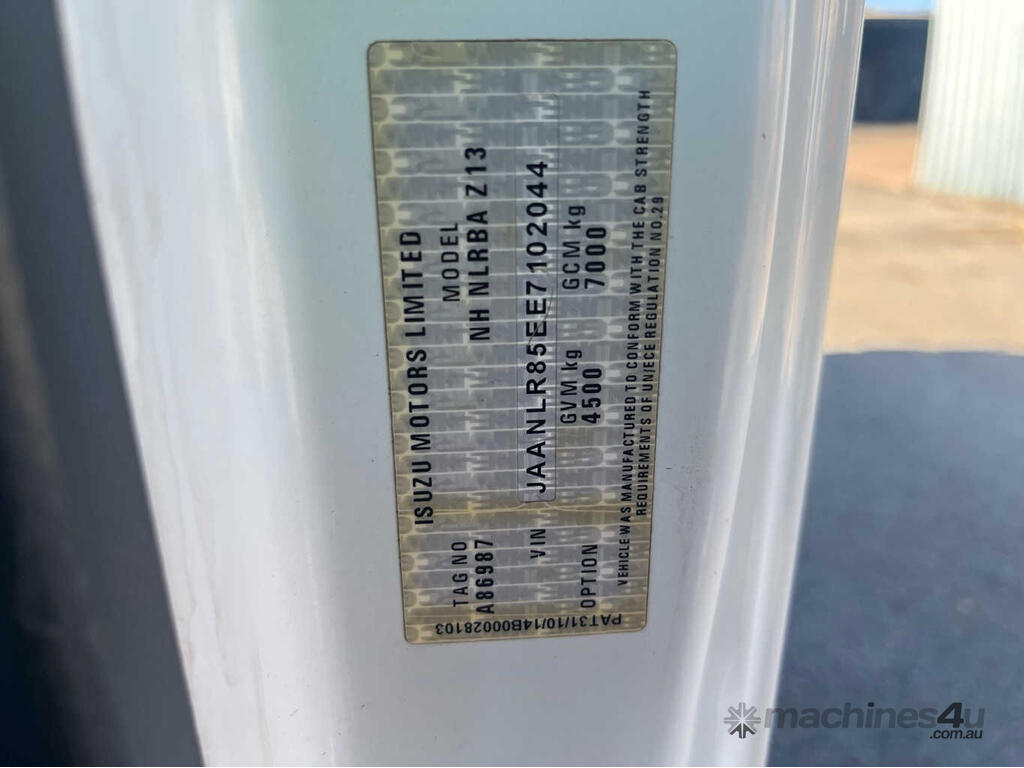 ISUZU MOTORS LIMITED
TAG NO MODEL
A86987 NH NLRBA Z13
VIN JAANLR85EE7102044
OPTION GVM kg GCM kg
4500 7000
VEHICLE WAS MANUFACTURED TO CONFORM WITH THE CAB STRENGTH
REQUIREMENTS OF UN/ECE REGULATION NO.29
PAT31/10/14B00028103
machines4u
.com.au